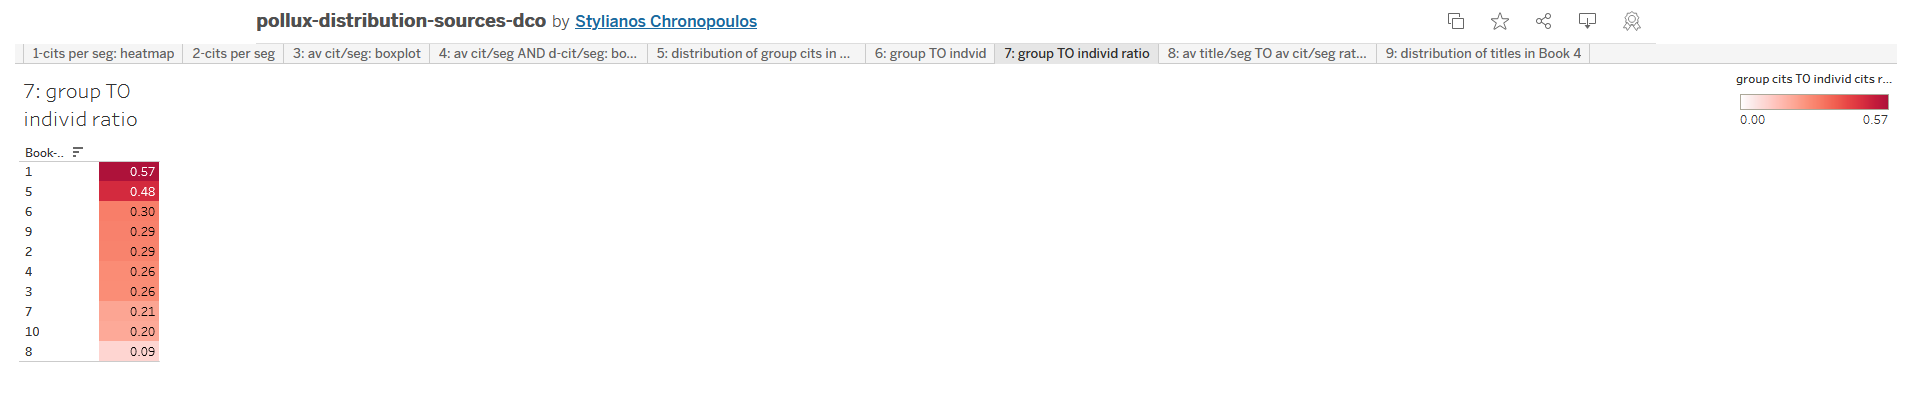 pollux-distribution-sources-dco by Stylianos Chronopoulos
1-cits per seg: heatmap 2-cits per seg 3: av cit/seg: boxplot 4: av cit/seg AND d-cit/seg: bo... 5: distribution of group cits in ... 6: group TO indvid 7: group TO individ ratio 8: av title/seg TO av cit/seg rat... 9: distribution of titles in Book 4
7: group TO
individ ratio
group cits TO individ cits r...
0.00 0.57
Book-..
1 0.57
5 0.48
6 0.30
9 0.29
2 0.29
4 0.26
3 0.26
7 0.21
10 0.20
8 0.09